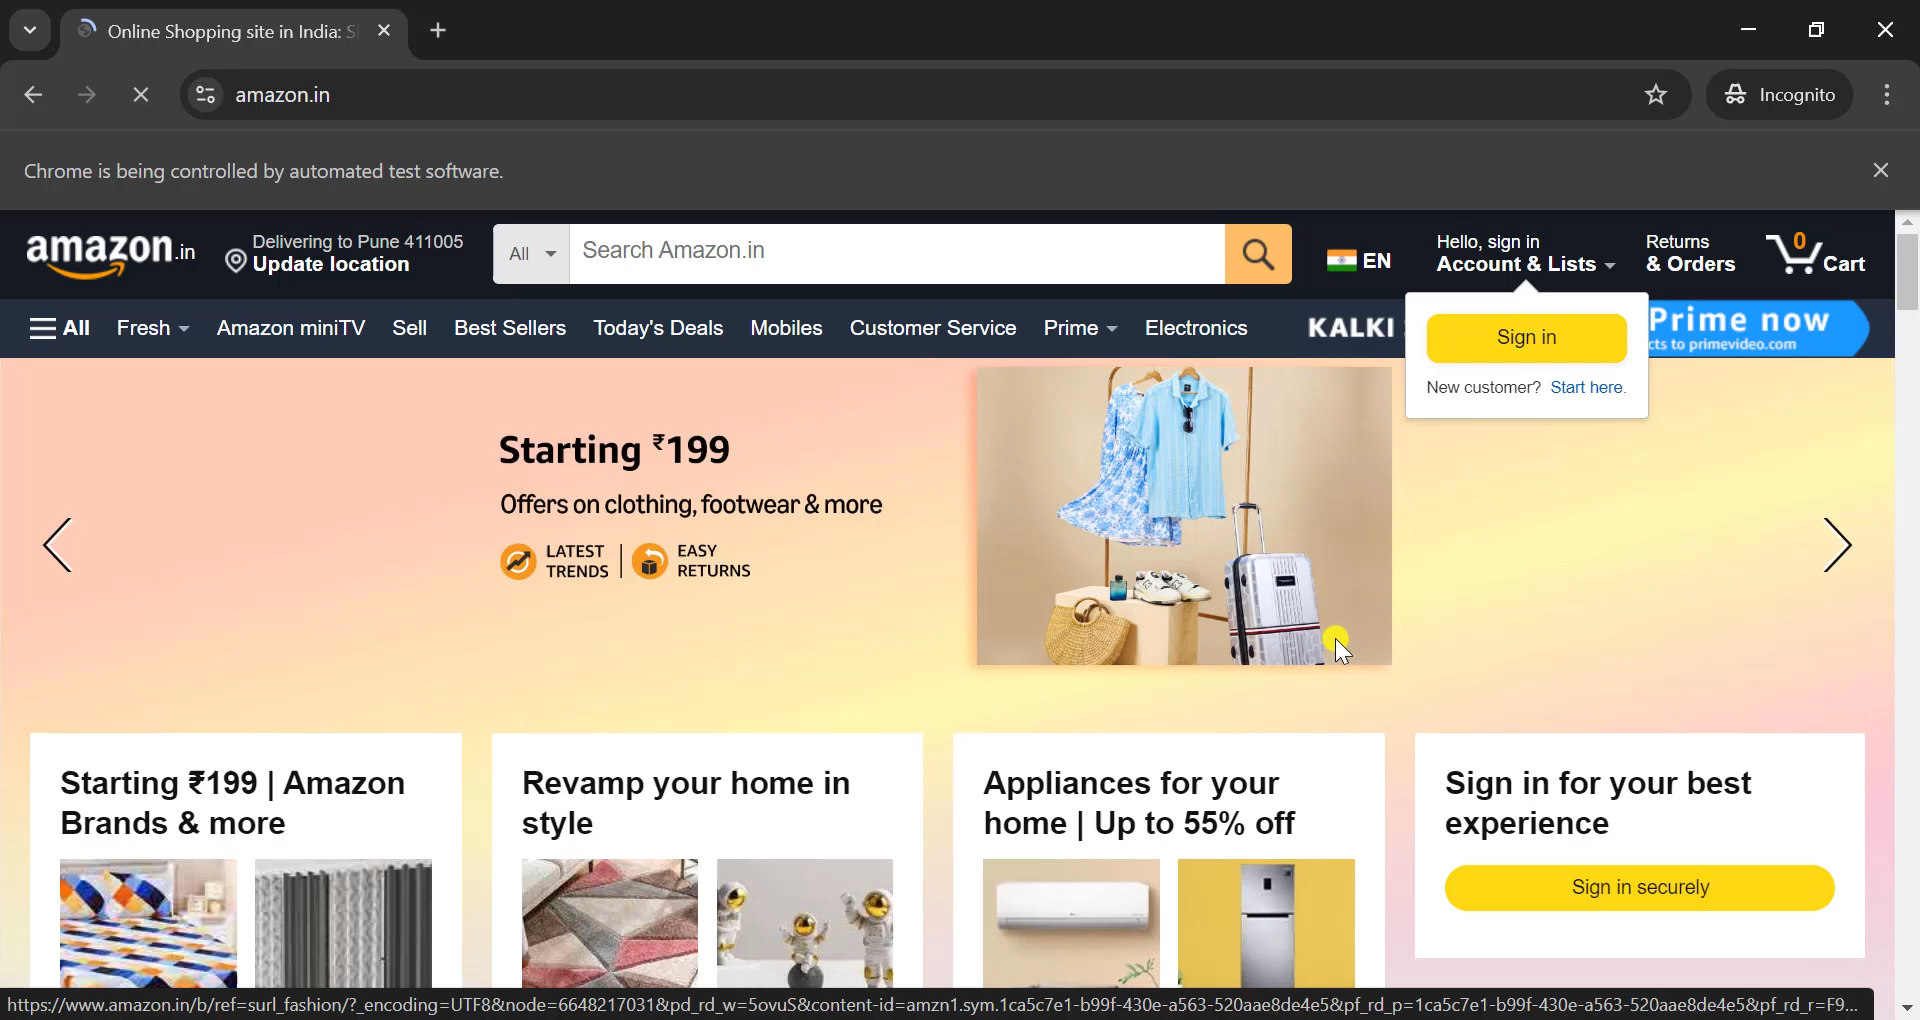 Online Shopping site in India: S
amazon.in
Incognito
Chrome is being controlled by automated test software.
amazon.in
Delivering to Pune 411005
Update location
All
Search Amazon.in
EN
Hello, sign in
Account & Lists
Returns
& Orders
0
Cart
All
Fresh
Amazon miniTV
Sell
Best Sellers
Today's Deals
Mobiles
Customer Service
Prime
Electronics
KALKI
Prime now
cts to primevideo.com
Sign in
New customer? Start here.
Starting ₹199
Offers on clothing, footwear & more
LATEST
TRENDS
EASY
RETURNS
Starting ₹199 | Amazon
Brands & more
Revamp your home in
style
Appliances for your
home | Up to 55% off
Sign in for your best
experience
Sign in securely
https://www.amazon.in/b/ref=surl_fashion/?_encoding=UTF8&node=6648217031&pd_rd_w=5ovuS&content-id=amzn1.sym.1ca5c7e1-b99f-430e-a563-520aae8de4e5&pf_rd_p=1ca5c7e1-b99f-430e-a563-520aae8de4e5&pf_rd_r=F9...